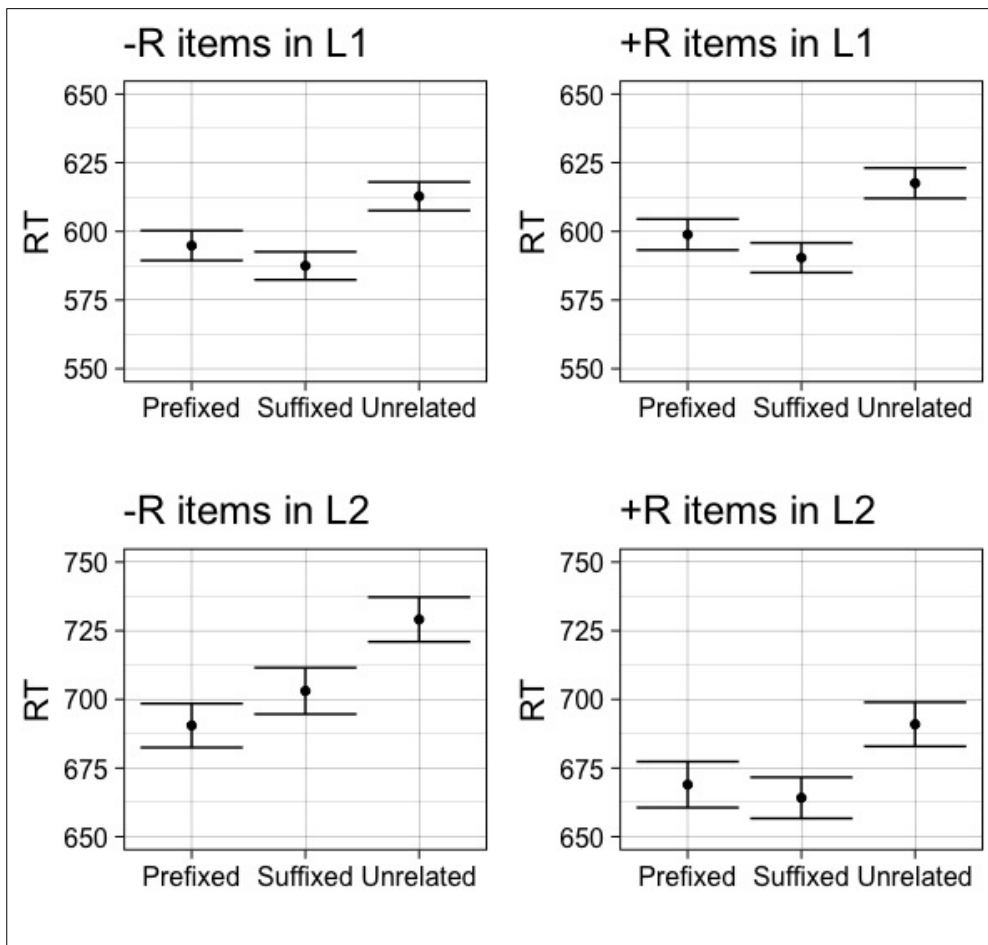 -R items in L1
RT
650
625
600
575
550
Prefixed Suffixed Unrelated
+R items in L1
RT
650
625
600
575
550
Prefixed Suffixed Unrelated
-R items in L2
RT
750
725
700
675
650
Prefixed Suffixed Unrelated
+R items in L2
RT
750
725
700
675
650
Prefixed Suffixed Unrelated